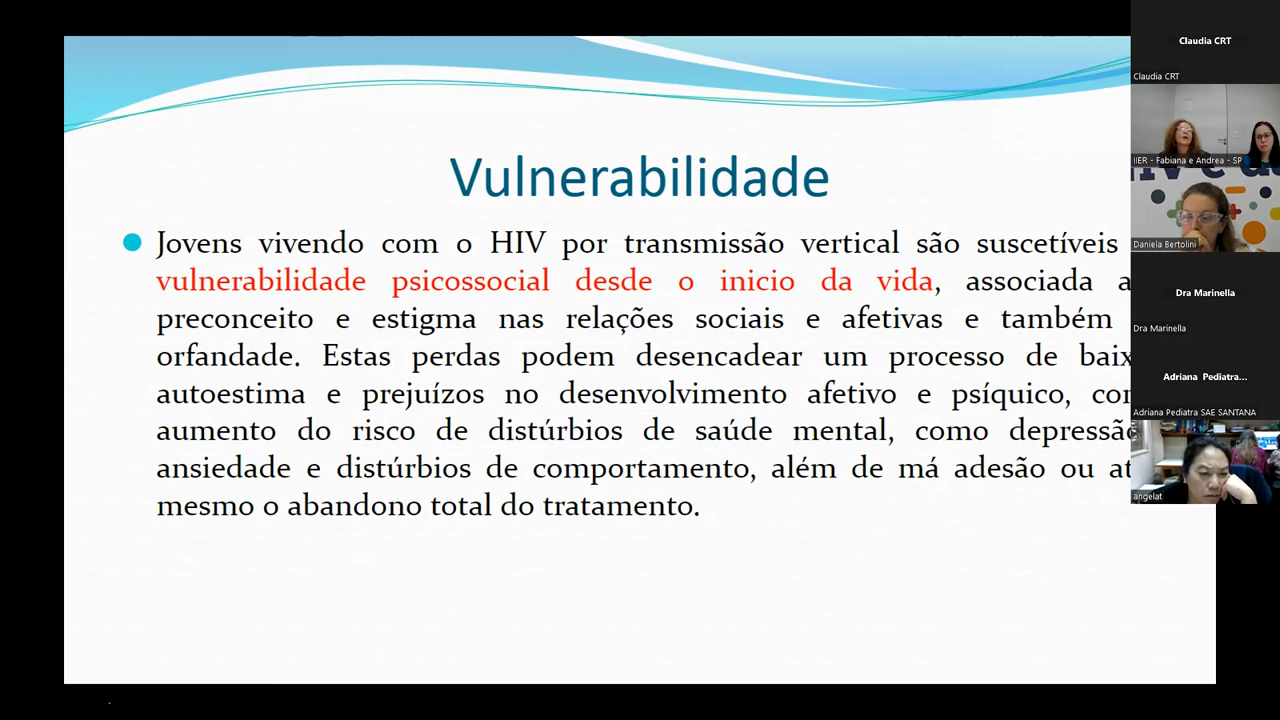 Vulnerabilidade
Jovens vivendo com o HIV por transmissão vertical são suscetíveis
vulnerabilidade psicossocial desde o inicio da vida, associada
preconceito e estigma nas relações sociais e afetivas e também
orfandade. Estas perdas podem desencadear um processo de
autoestima e prejuízos no desenvolvimento afetivo e psíquico,
aumento do risco de distúrbios de saúde mental, como
ansiedade e distúrbios de comportamento, além de má adesão ou
mesmo o abandono total do tratamento.
Claudia CRT
Claudia CRT
IIER - Fabiana e Andrea - SP
Daniela Bertolini
Dra Marinella
Dra Marinella
Adriana Pediatra...
Adriana Pediatra SAE SANTANA
angelat